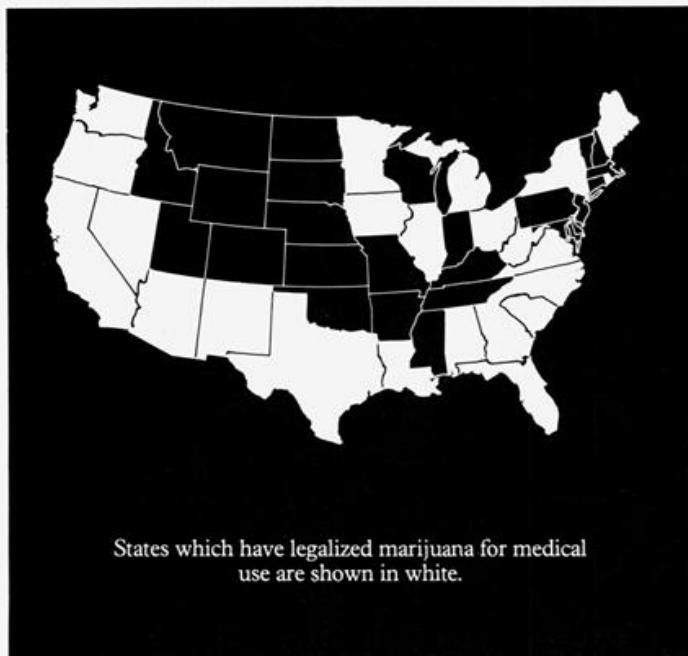 States which have legalized marijuana for medical
use are shown in white.